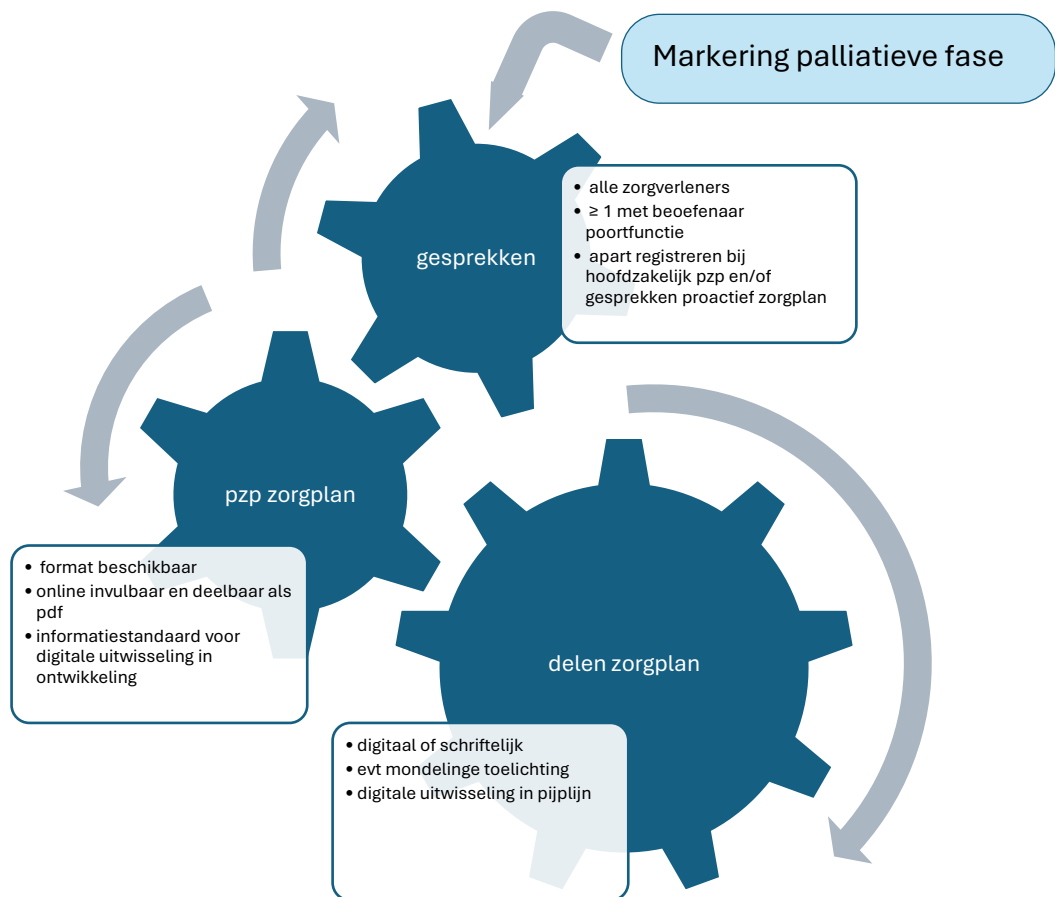 Markering palliatieve fase
gesprekken
• alle zorgverleners
• ≥ 1 met beoefenaar
poortfunctie
• apart registreren bij
hoofdzakelijk pzp en/of
gesprekken proactief zorgplan
pzp zorgplan
• format beschikbaar
• online invulbaar en deelbaar als
pdf
• informatiestandaard voor
digitale uitwisseling in
ontwikkeling
delen zorgplan
• digitaal of schriftelijk
• evt mondelinge toelichting
• digitale uitwisseling in pijplijn